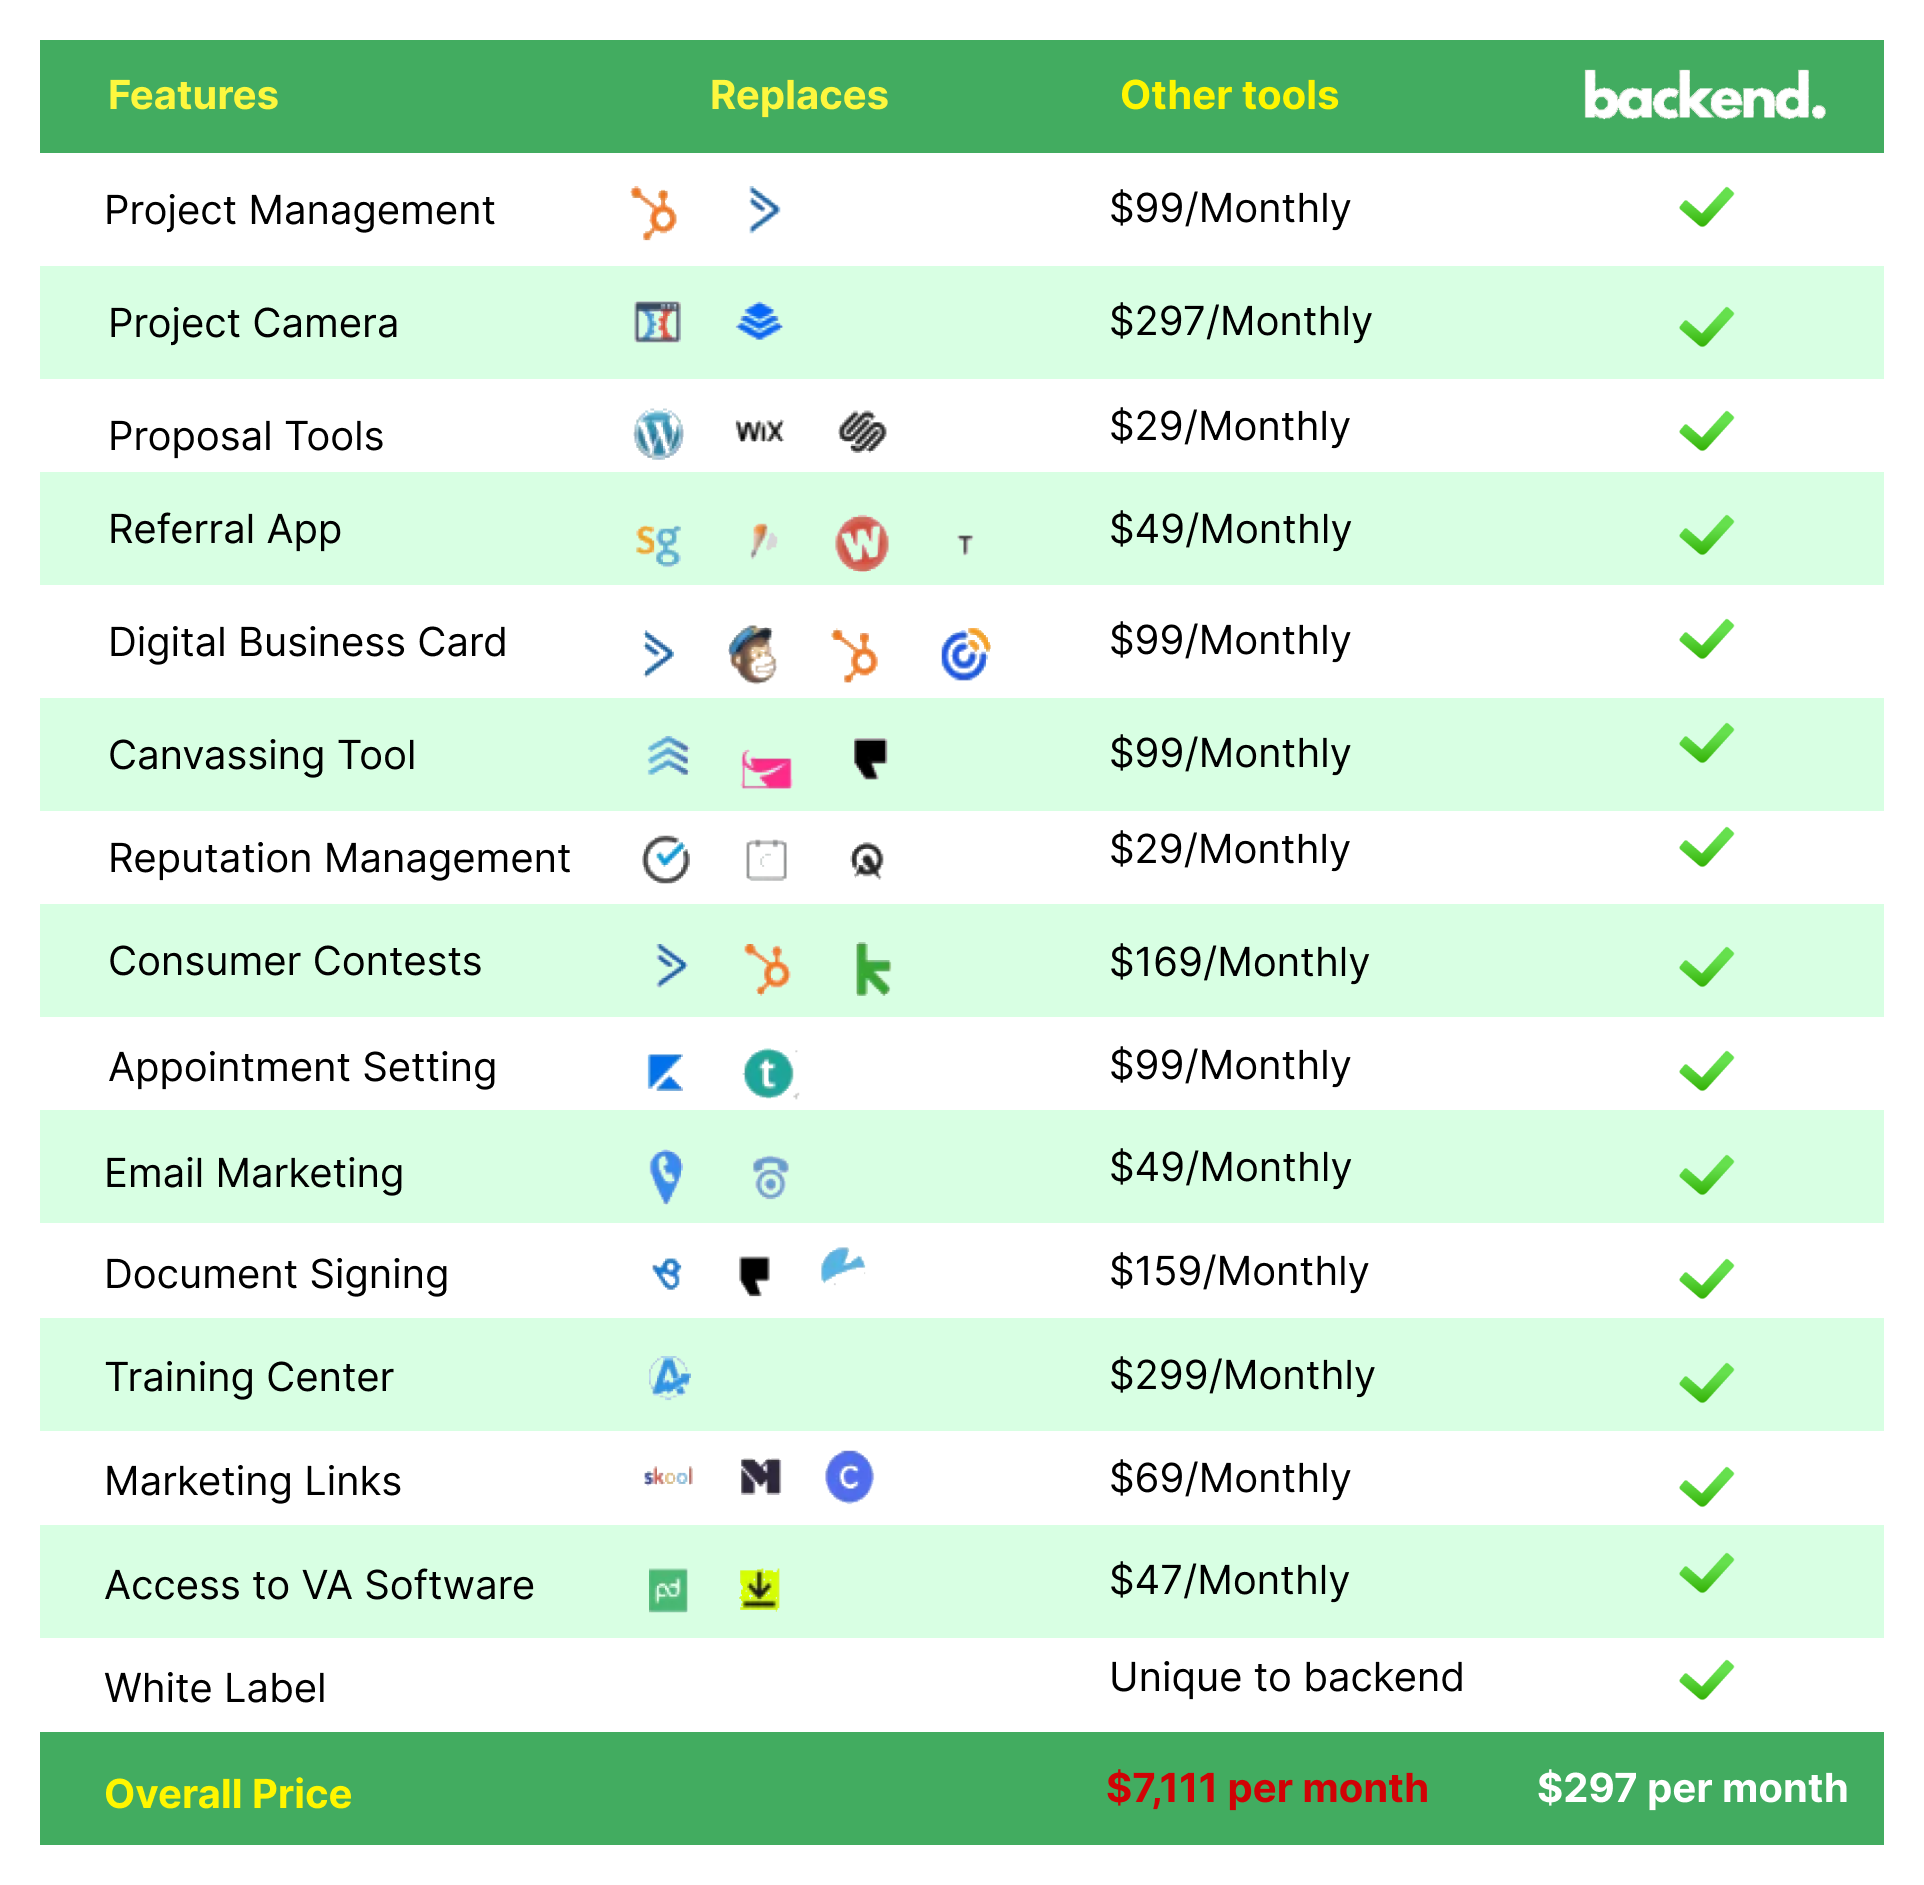 Features Replaces Other tools backend.
Project Management $99/Monthly
Project Camera $297/Monthly
Proposal Tools WiX $29/Monthly
Referral App sg W T $49/Monthly
Digital Business Card $99/Monthly
Canvassing Tool $99/Monthly
Reputation Management $29/Monthly
Consumer Contests k $169/Monthly
Appointment Setting t $99/Monthly
Email Marketing $49/Monthly
Document Signing $159/Monthly
Training Center $299/Monthly
Marketing Links skool M C $69/Monthly
Access to VA Software pd $47/Monthly
White Label Unique to backend
Overall Price $7,111 per month $297 per month